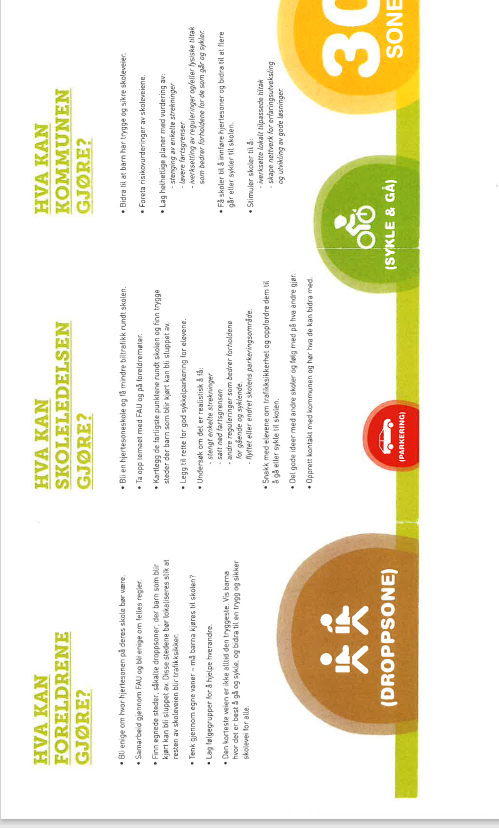 HVA KAN
FORELDRENE
GJØRE?
• Bli enige om hvor hjertesonen på deres skole bør være.
• Samarbeid gjennom FAU og bli enige om felles regler.
• Finn egnede steder, såkalte droppsoner, der barn som blir
kjørt kan bli sluppet av. Disse stedene bør lokaliseres slik at
resten av skoleveien blir trafikksikker.
• Tenk gjennom egne vaner – må barna kjøres til skolen?
• Lag følgegrupper for å hjelpe hverandre.
• Den korteste veien er ikke alltid den tryggeste. Vis barna
hvor det er best å gå og sykle, og bidra til en trygg og sikker
skolevei for alle.
HVA KAN
SKOLELEDELSEN
GJØRE?
• Bli en hjertesoneskole og få mindre biltrafikk rundt skolen.
• Ta opp temaet med FAU og på foreldremøter.
• Kartlegg de farligste punktene rundt skolen og finn trygge
steder der barn som blir kjørt kan bli sluppet av.
• Legg til rette for god sykkelparkering for elevene.
• Undersøk om det er realistisk å få:
- stengt enkelte strekninger
- satt ned fartsgrensen
- andre reguleringer som bedrer forholdene
for gående og syklende.
- flyttet eller endret skolens parkeringsområde.
• Snakk med elevene om trafikksikkerhet og oppfordre dem til
å gå eller sykle til skolen.
• Del gode ideer med andre skoler og følg med på hva andre gjør.
• Opprett kontakt med kommunen og hør hva de kan bidra med.
HVA KAN
KOMMUNEN
GJØRE?
• Bidra til at barn har trygge og sikre skoleveier.
• Foreta risikovurderinger av skoleveiene.
• Lag helhetlige planer med vurdering av:
- stenging av enkelte strekninger
- lavere fartsgrenser
- iverksetting av reguleringer og/eller fysiske tiltak
som bedrer forholdene for de som går og sykler.
• Få skoler til å innføre hjertesoner og bidra til at flere
går eller sykler til skolen.
• Stimuler skoler til å:
- iverksette lokalt tilpassede tiltak
- skape nettverk for erfaringsutveksling
og utvikling av gode løsninger.
(DROPPSONE)
(PARKERING)
(SYKLE & GÅ)
30
SONE